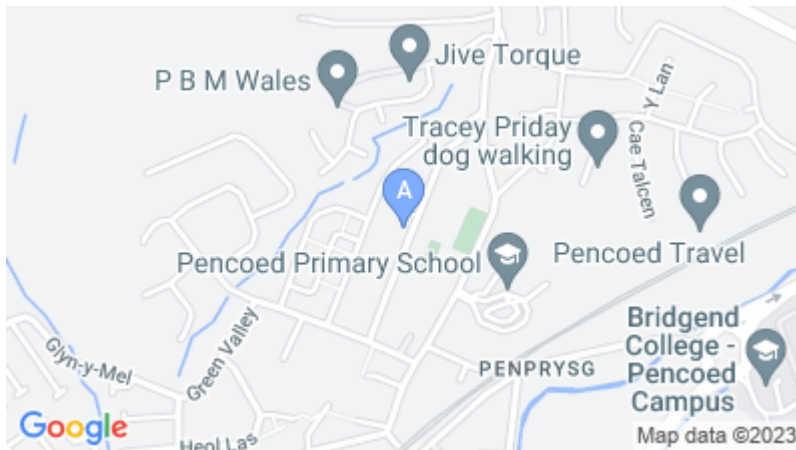 Jive Torque
P B M Wales
Y Lan
Tracey Priday
dog walking
Cae Talcen
A
Pencoed Primary School
Pencoed Travel
Bridgend
College -
Pencoed
Campus
PENPRYSG
Green Valley
Glyn-y-Mel
Heol Las
Google
Map data ©2023